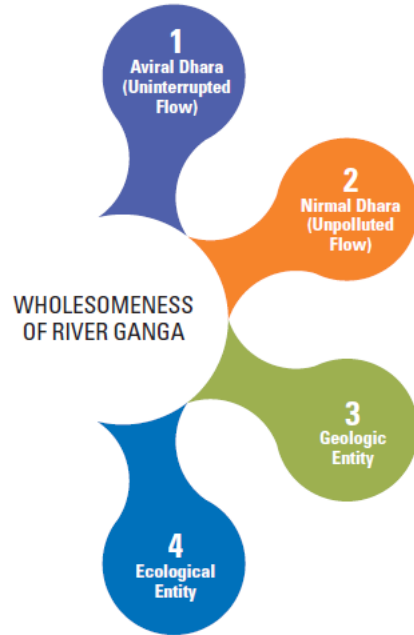 1
Aviral Dhara
(Uninterrupted
Flow)
2
Nirmal Dhara
(Unpolluted
Flow)
WHOLESOMENESS
OF RIVER GANGA
3
Geologic
Entity
4
Ecological
Entity